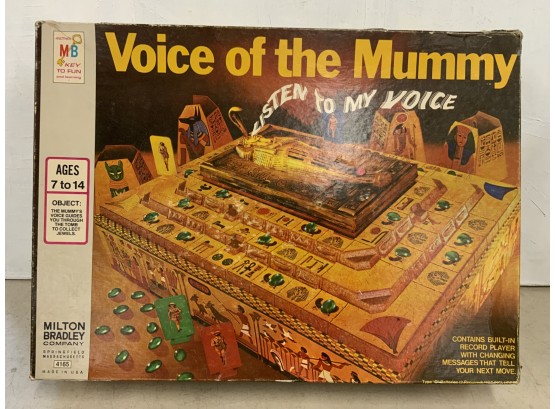 MB
KEY
TO FUN
and learning
Voice of the Mummy
LISTEN TO MY VOICE
AGES
7 to 14
OBJECT:
THE MUMMY'S
VOICE GUIDES
YOU THROUGH
THE TOMB
TO COLLECT
JEWELS.
MILTON
BRADLEY
COMPANY
SPRINGFIELD
MASSACHUSETTS
4165
MADE IN USA
CONTAINS BUILT-IN
RECORD PLAYER
WITH CHANGING
MESSAGES THAT TELL
YOUR NEXT MOVE.